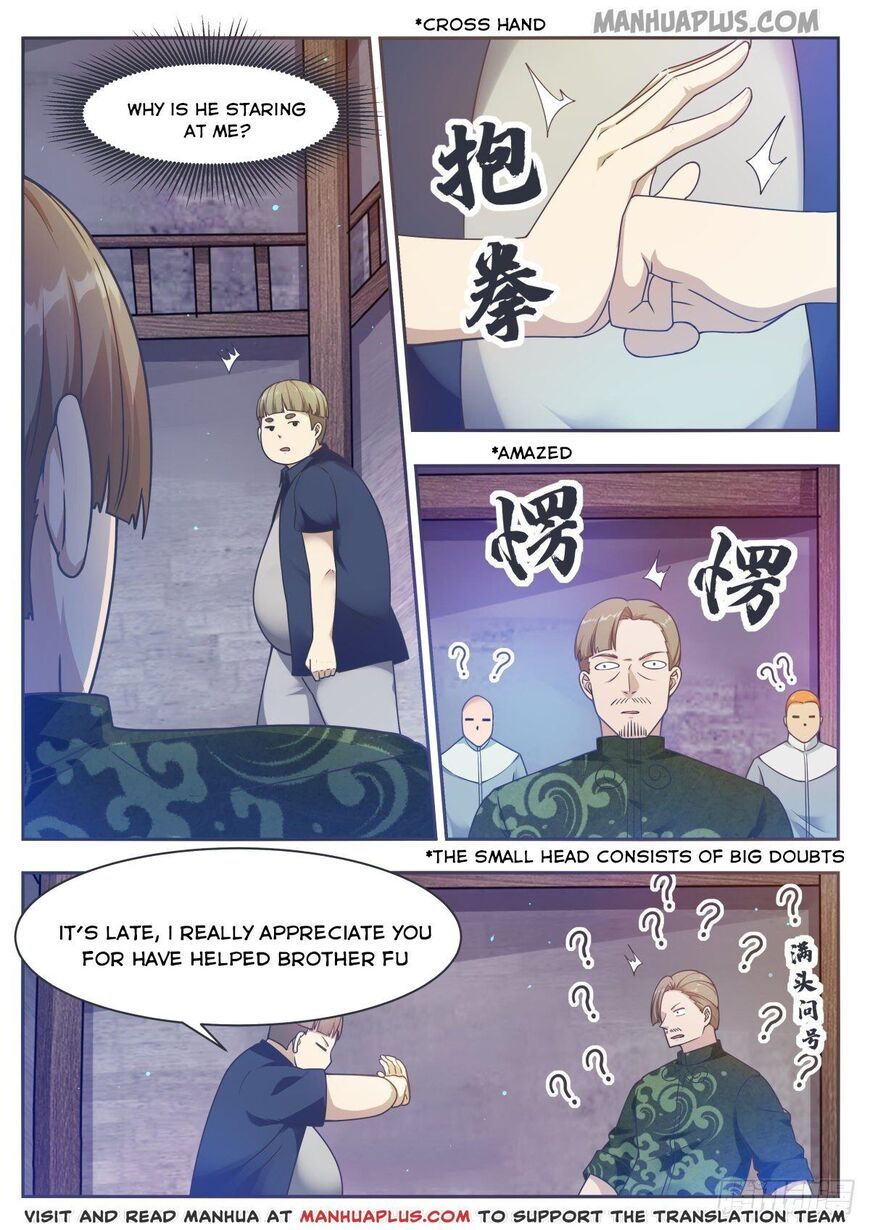 *CROSS HAND
MANHUAPLUS.COM
WHY IS HE STARING
AT ME?
抱
拳
*AMAZED
愣
愣
? ?
? ?
*THE SMALL HEAD CONSISTS OF BIG DOUBTS
IT'S LATE, I REALLY APPRECIATE YOU
FOR HAVE HELPED BROTHER FU
? ? ? ? ? ? ? ? ? ? ? ?
满头问号?
VISIT AND READ MANHUA AT MANHUAPLUS.COM TO SUPPORT THE TRANSLATION TEAM